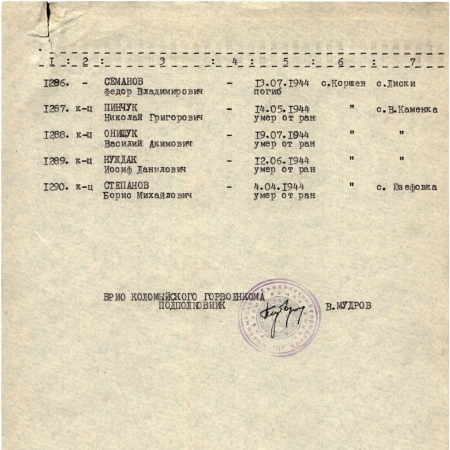 1 : 2 : 3 : 4 : 5 : 6 : 7
1286. - СЕМАНОВ - 13.07.1944 с.Коршев с.Лиски
Федор Владимирович погиб
1287. к-ц ПИНЧУК - 14.05.1944 " с.В.Каменка
Николай Григорович умер от ран
1288. к-ц ОНИЩУК - 19.07.1944 " "
Василий Акимович умер от ран
1289. к-ц НУЖДАК - 12.06.1944 "
Иосиф Данилович умер от ран
1290. к-ц СТЕПАНОВ - 4.04.1944 " с. Юзефовка
Борис Михайлович умер от ран
ВРИО КОЛОМЫЙСКОГО ГОРВОЕНКОМА
ПОДПОЛКОВНИК В.МУДРОВ